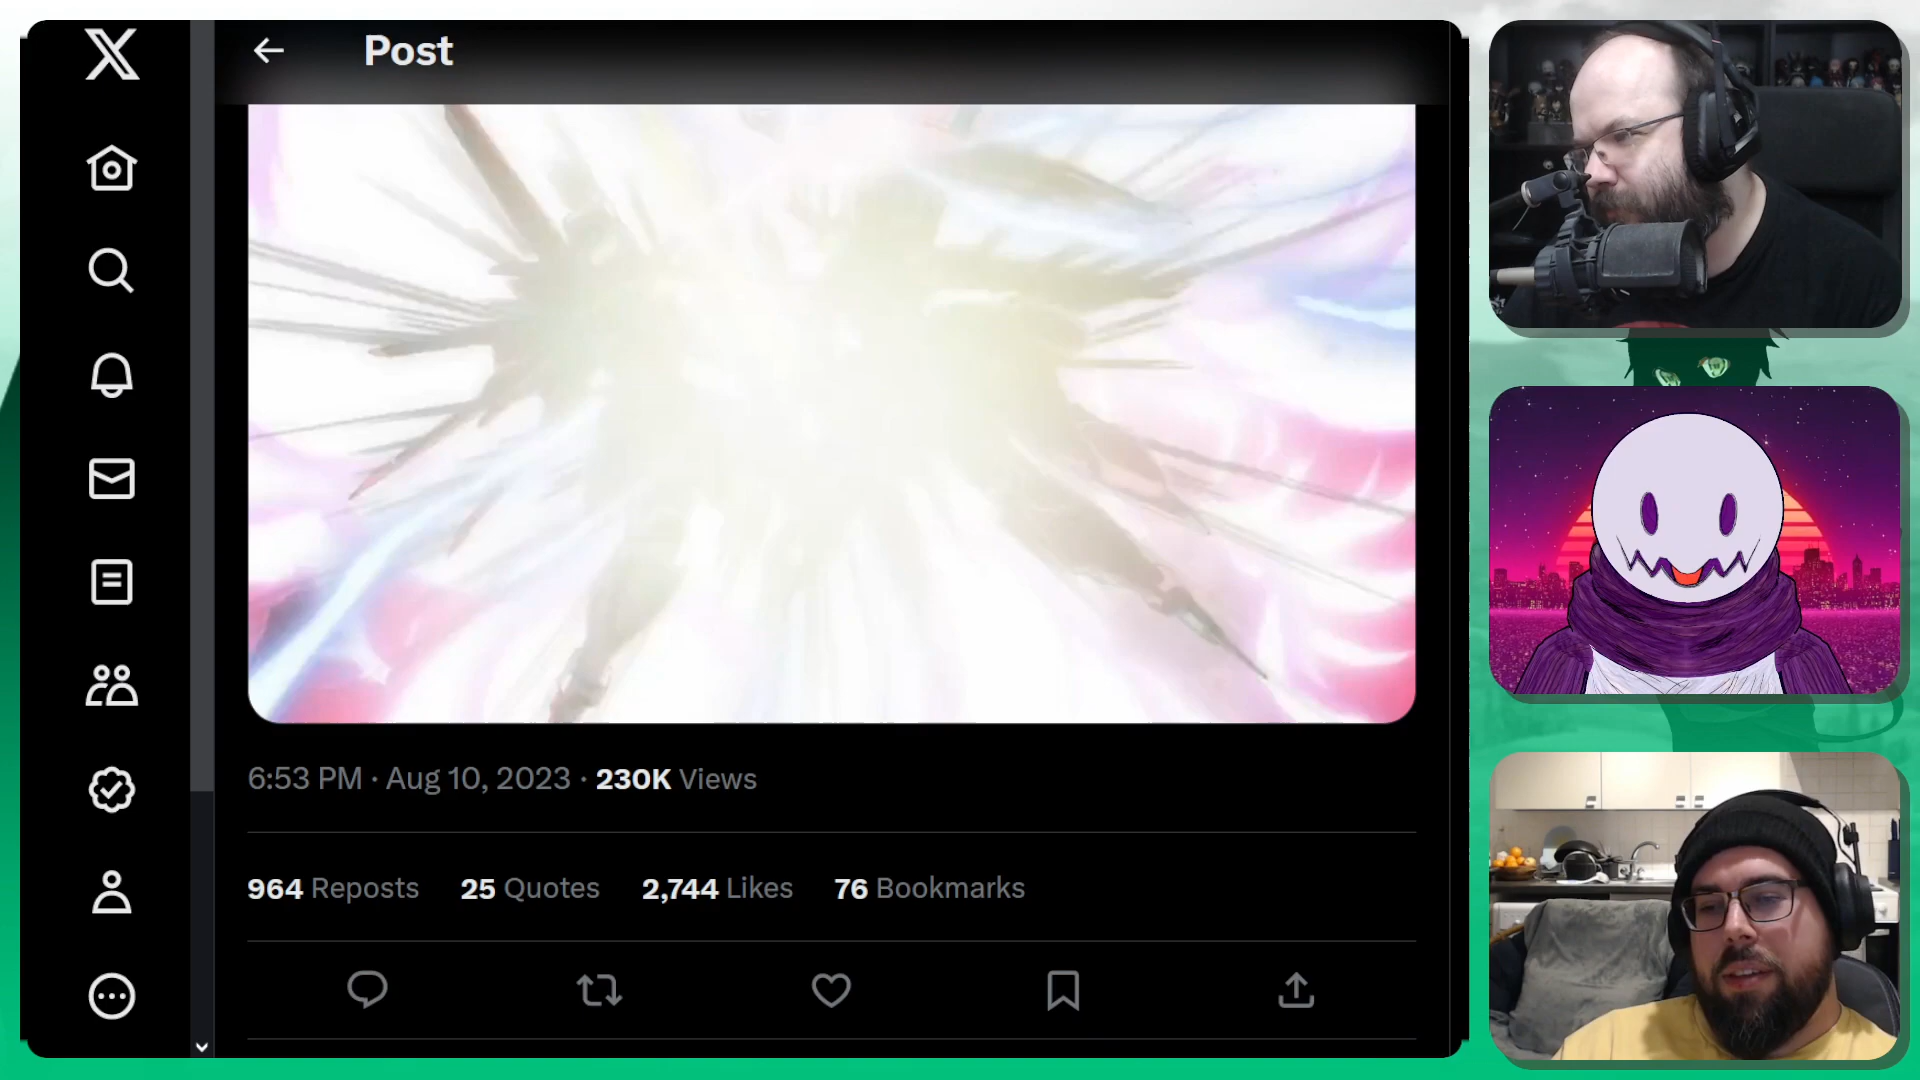 Post
6:53 PM · Aug 10, 2023 · 230K Views
964 Reposts 25 Quotes 2,744 Likes 76 Bookmarks